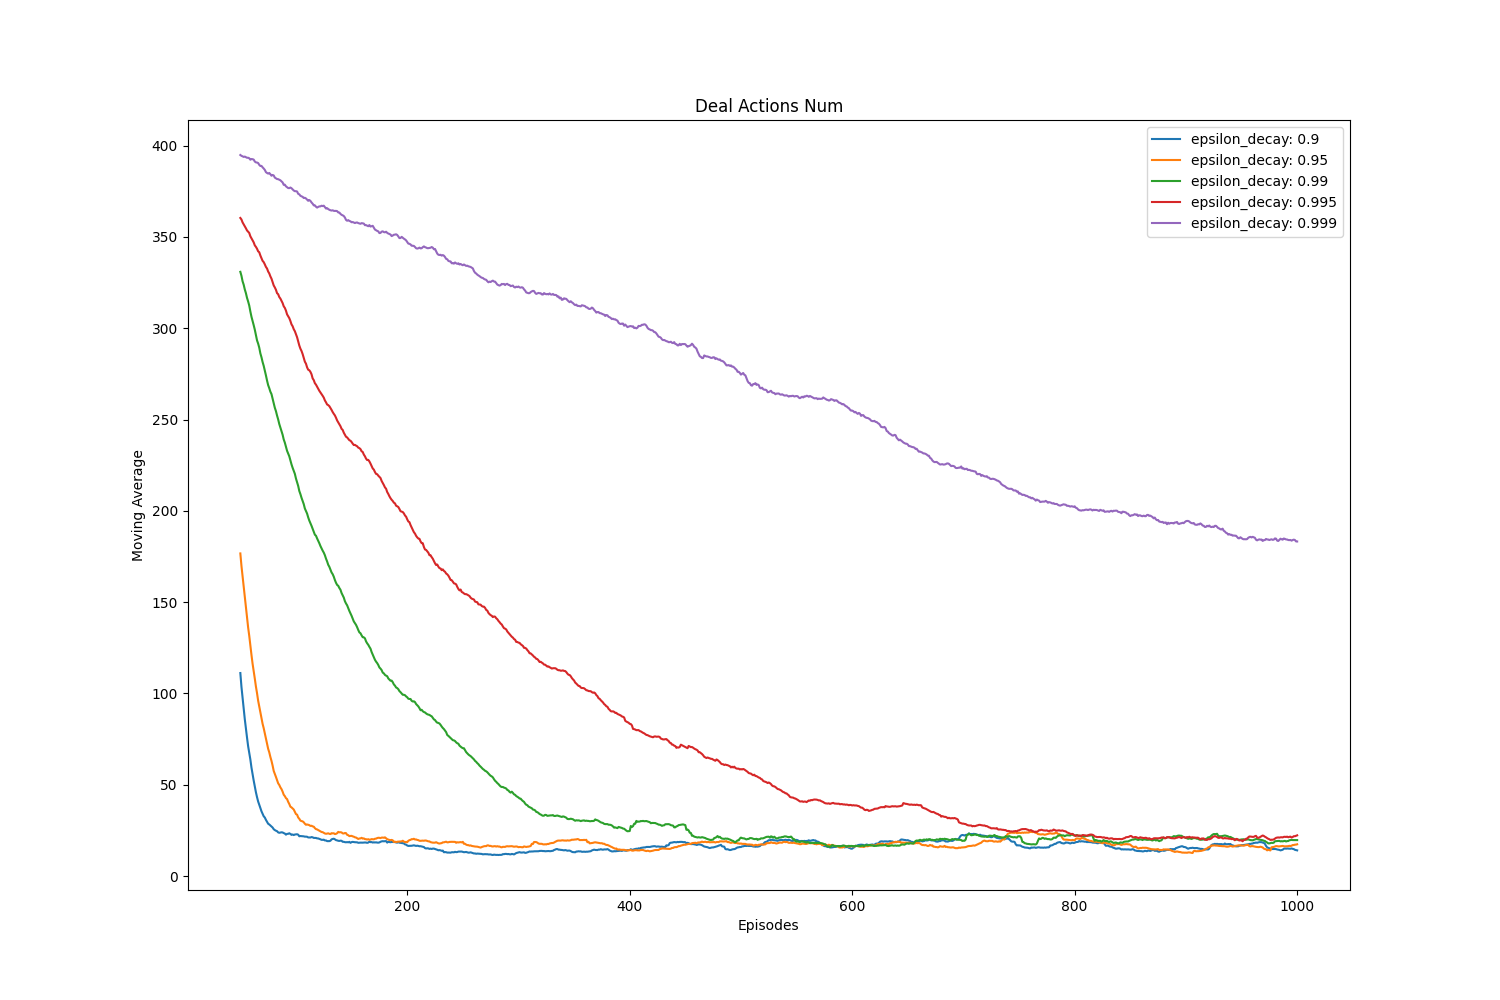 Deal Actions Num
epsilon_decay: 0.9
epsilon_decay: 0.95
epsilon_decay: 0.99
epsilon_decay: 0.995
epsilon_decay: 0.999
Moving Average
400
350
300
250
200
150
100
50
0
200 400 600 800 1000
Episodes